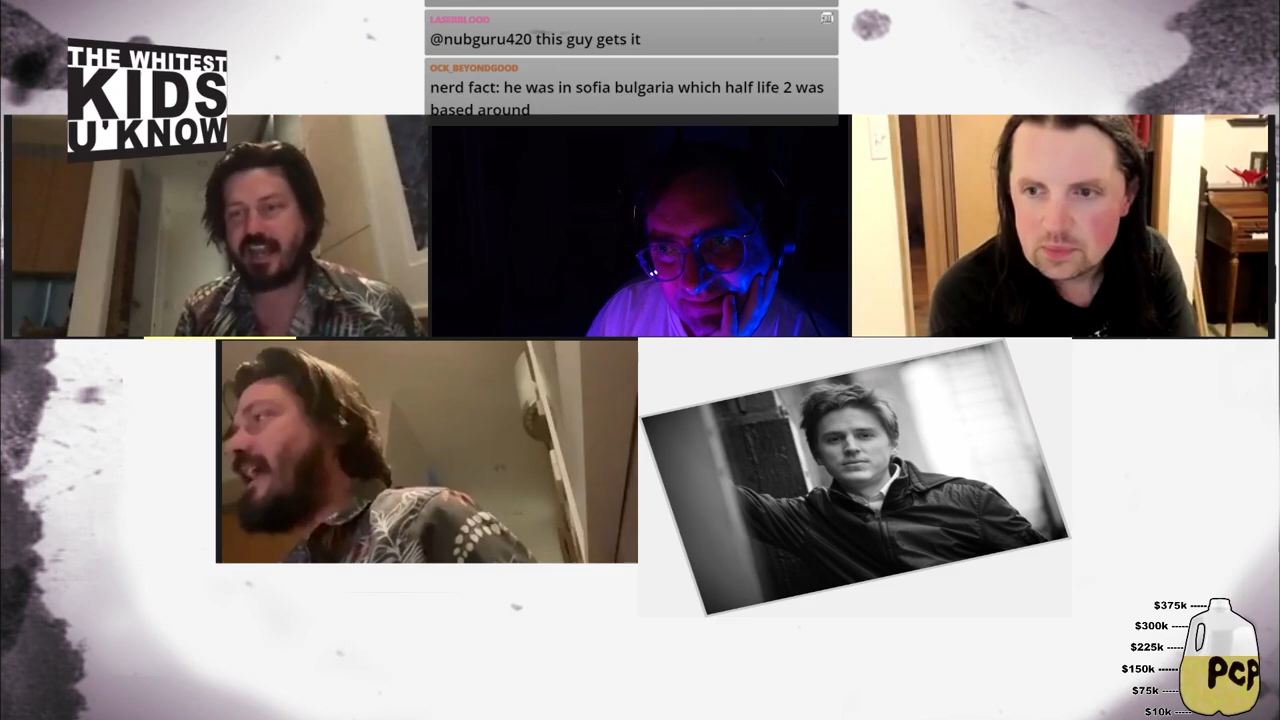 LASERBLOOD
@nubguru420 this guy gets it
OCK_BEYONDGOOD
nerd fact: he was in sofia bulgaria which half life 2 was
based around
THE WHITEST
KIDS
U'KNOW
$375k -----
$300k -----
$225k -----
$150k ------
$75k -----
$10k --
PCP